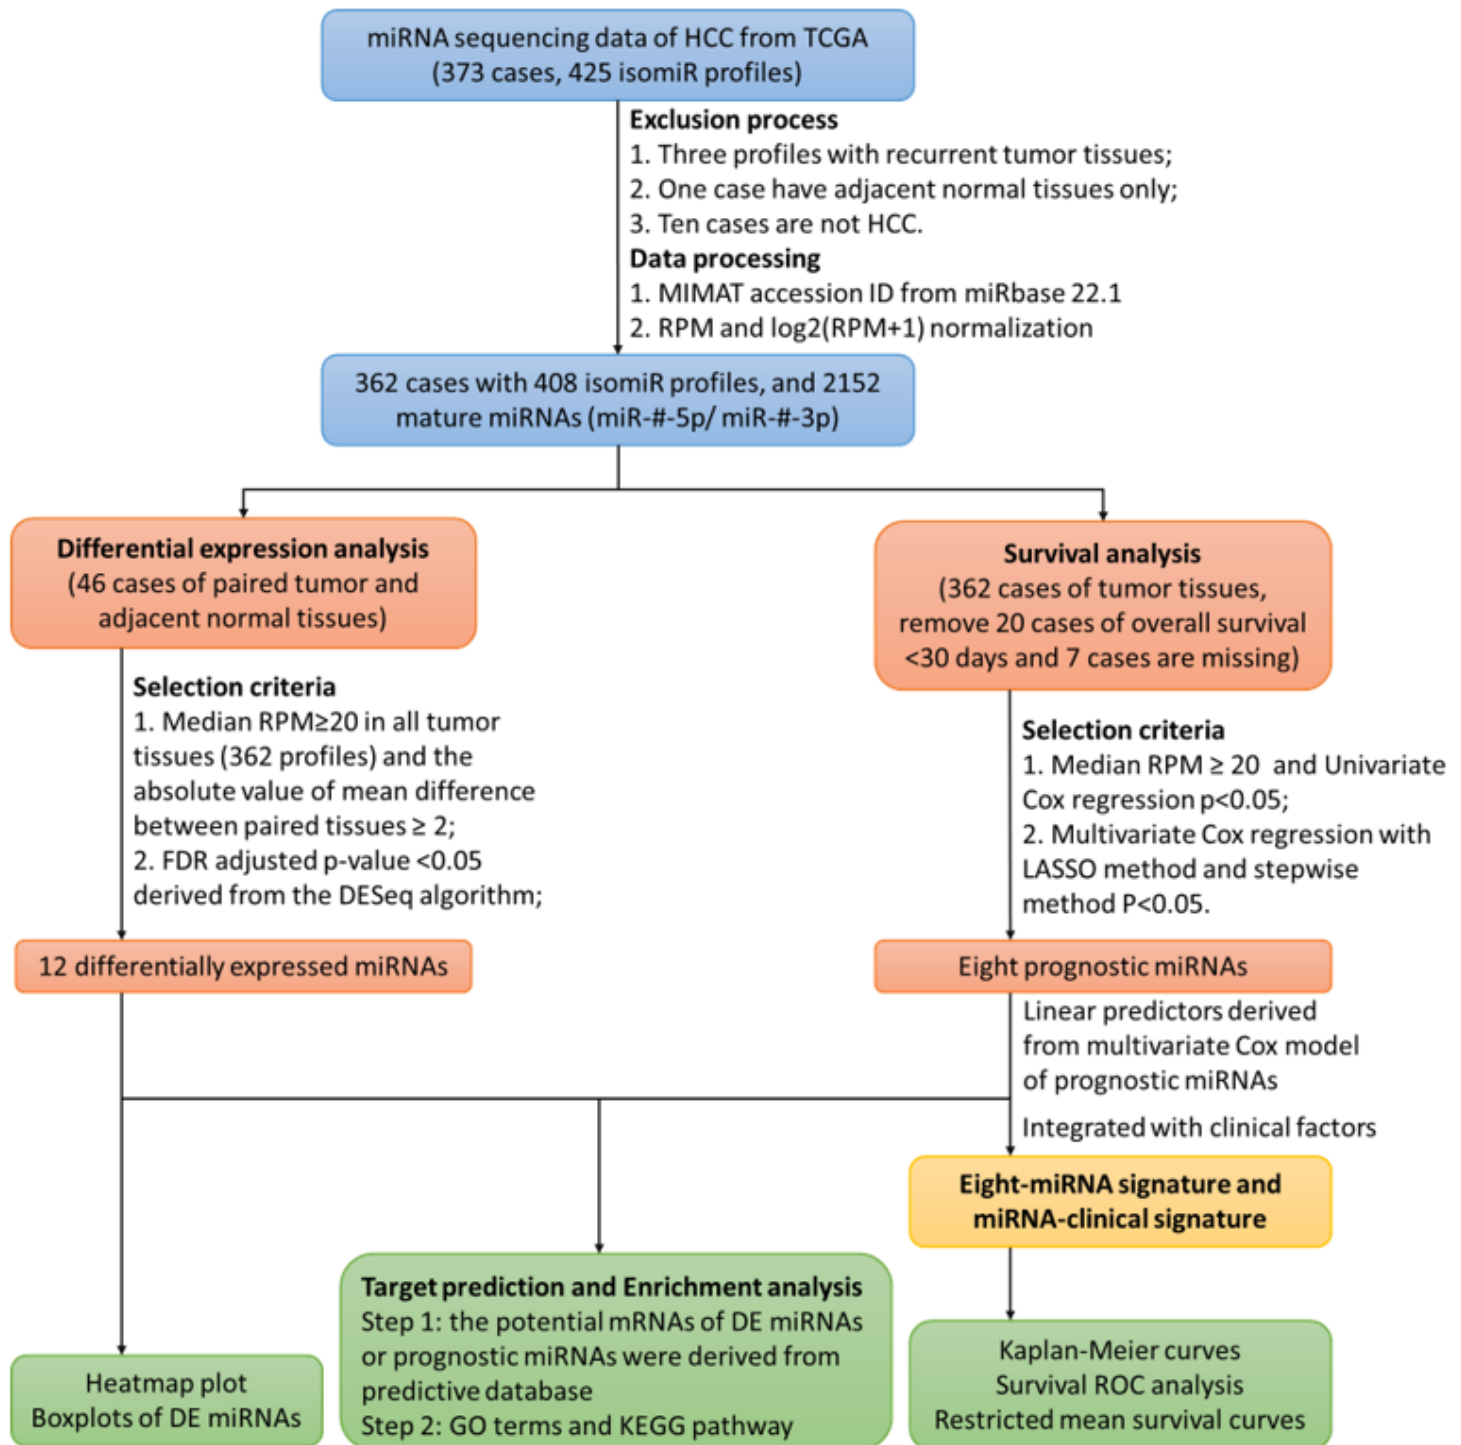 miRNA sequencing data of HCC from TCGA
(373 cases, 425 isomiR profiles)
Exclusion process
1. Three profiles with recurrent tumor tissues;
2. One case have adjacent normal tissues only;
3. Ten cases are not HCC.
Data processing
1. MIMAT accession ID from miRbase 22.1
2. RPM and log2(RPM+1) normalization
362 cases with 408 isomiR profiles, and 2152
mature miRNAs (miR-#-5p/ miR-#-3p)
Differential expression analysis
(46 cases of paired tumor and
adjacent normal tissues)
Selection criteria
1. Median RPM≥20 in all tumor
tissues (362 profiles) and the
absolute value of mean difference
between paired tissues ≥ 2;
2. FDR adjusted p-value <0.05
derived from the DESeq algorithm;
12 differentially expressed miRNAs
Survival analysis
(362 cases of tumor tissues,
remove 20 cases of overall survival
<30 days and 7 cases are missing)
Selection criteria
1. Median RPM ≥ 20 and Univariate
Cox regression p<0.05;
2. Multivariate Cox regression with
LASSO method and stepwise
method P<0.05.
Eight prognostic miRNAs
Linear predictors derived
from multivariate Cox model
of prognostic miRNAs
Integrated with clinical factors
Eight-miRNA signature and
miRNA-clinical signature
Heatmap plot
Boxplots of DE miRNAs
Target prediction and Enrichment analysis
Step 1: the potential mRNAs of DE miRNAs
or prognostic miRNAs were derived from
predictive database
Step 2: GO terms and KEGG pathway
Kaplan-Meier curves
Survival ROC analysis
Restricted mean survival curves